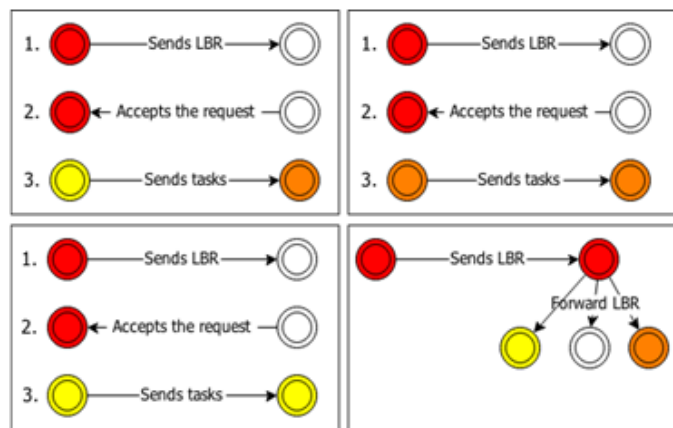 1. Sends LBR
2. Accepts the request
3. Sends tasks
1. Sends LBR
2. Accepts the request
3. Sends tasks
1. Sends LBR
2. Accepts the request
3. Sends tasks
Sends LBR
Forward LBR